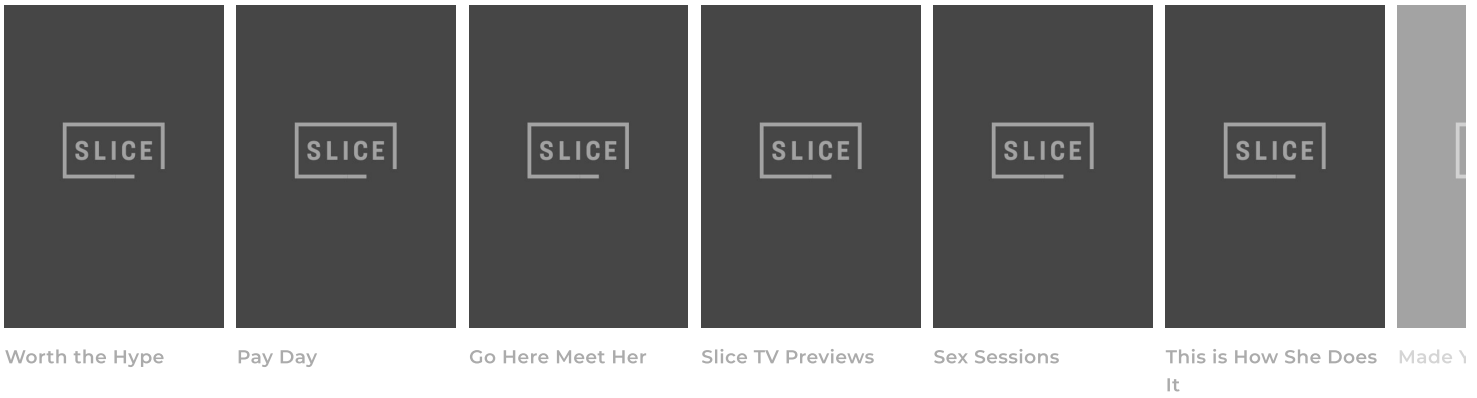 SLICE
SLICE
SLICE
SLICE
SLICE
SLICE
Worth the Hype
Pay Day
Go Here Meet Her
Slice TV Previews
Sex Sessions
This is How She Does
It
Made